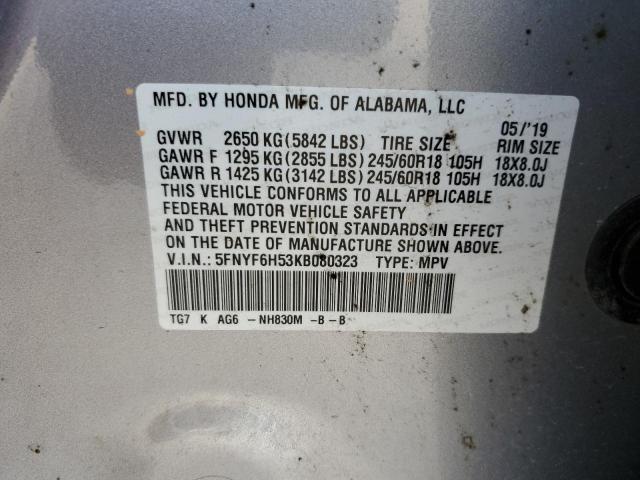 MFD. BY HONDA MFG. OF ALABAMA, LLC
05/'19
GVWR 2650 KG(5842 LBS) TIRE SIZE RIM SIZE
GAWR F 1295 KG(2855 LBS) 245/60R18 105H 18X8.0J
GAWR R 1425 KG(3142 LBS) 245/60R18 105H 18X8.0J
THIS VEHICLE CONFORMS TO ALL APPLICABLE
FEDERAL MOTOR VEHICLE SAFETY
AND THEFT PREVENTION STANDARDS IN EFFECT
ON THE DATE OF MANUFACTURE SHOWN ABOVE.
V.I.N.: 5FNYF6H53KB080323 TYPE: MPV
TG7 K AG6 -NH830M -B-B